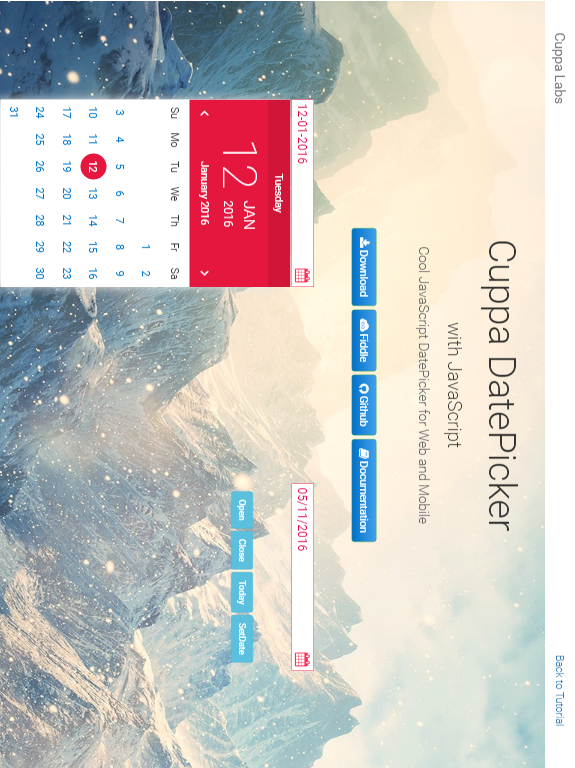 Cuppa Labs
Back to Tutorial
Cuppa DatePicker
with JavaScript
Cool JavaScript DatePicker for Web and Mobile
Download Fiddle Github Documentation
12-01-2016
Tuesday
12 JAN 2016
January 2016
Su Mo Tu We Th Fr Sa
1 2
3 4 5 6 7 8 9
10 11 12 13 14 15 16
17 18 19 20 21 22 23
24 25 26 27 28 29 30
31
05/11/2016
Open Close Today SetDate